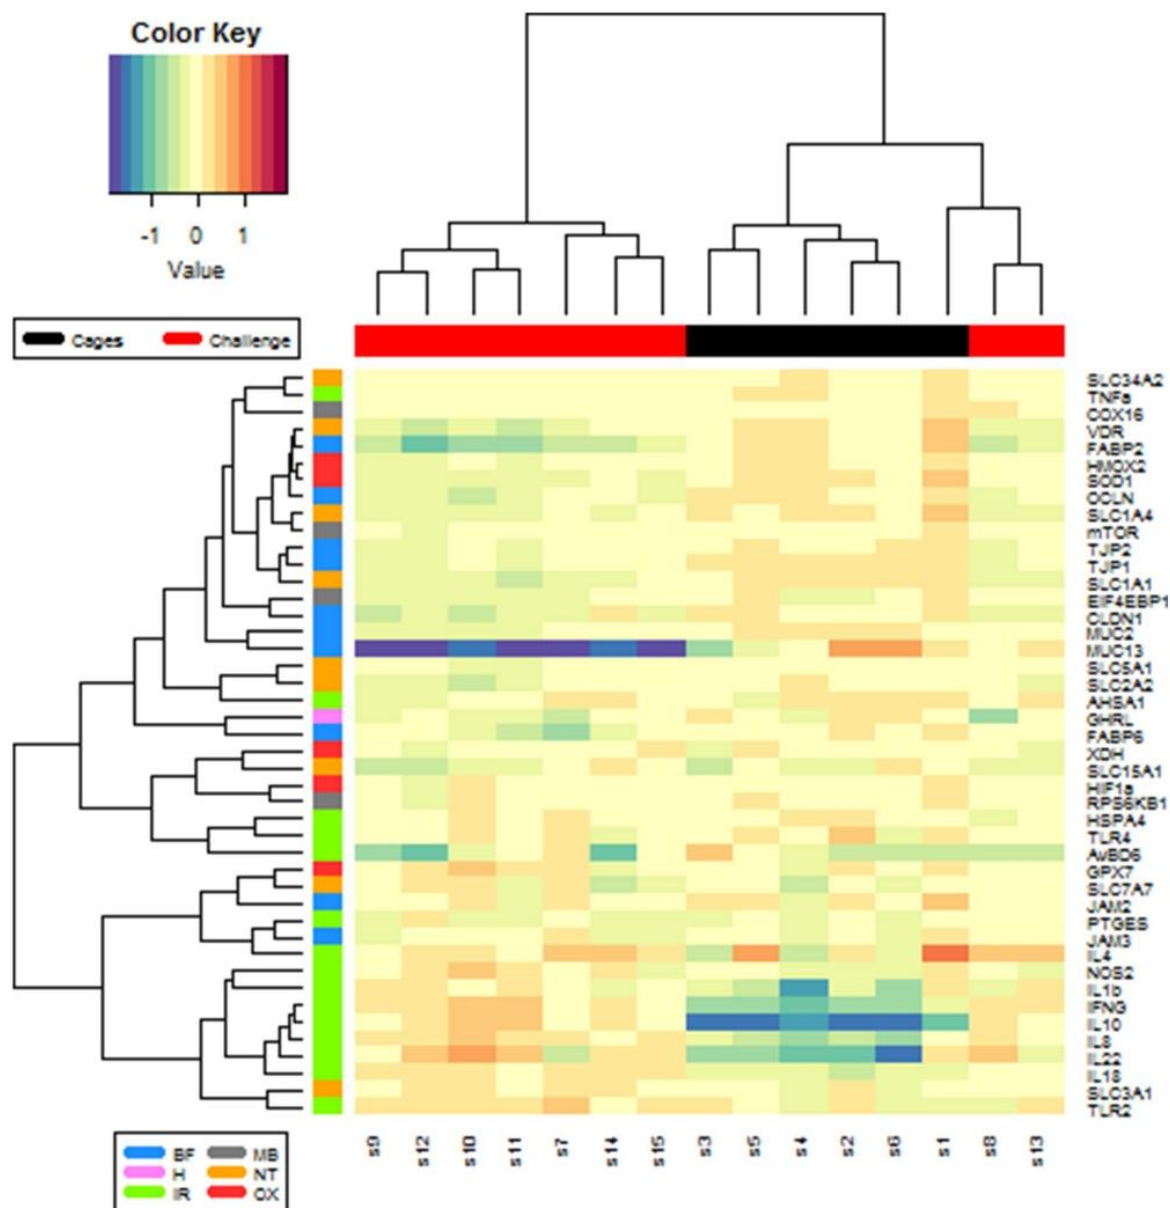 Color Key
-1 0 1
Value
Cages Challenge
SLC34A2
TNFa
COX16
VDR
FABP2
HMOX2
SOD1
OCLN
SLC1A4
mTOR
TJP2
TJP1
SLC1A1
EIF4EBP1
CLDN1
MUC2
MUC13
SLC5A1
SLC2A2
AHSA1
GHRL
FABP6
XDH
SLC15A1
HIF1a
RPS6KB1
HSPA4
TLR4
AvBD6
GPX7
SLC7A7
JAM2
PTGES
JAM3
IL4
NOS2
IL1b
IFNG
IL10
IL8
IL22
IL18
SLC3A1
TLR2
s9 s12 s10 s11 s7 s14 s15 s3 s5 s4 s2 s6 s1 s8 s13
BF MB
H NT
IR OX